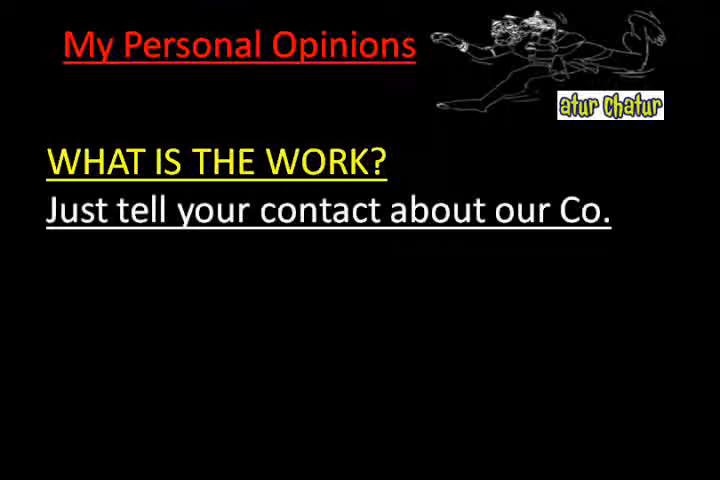 My Personal Opinions
atur chatur
WHAT IS THE WORK?
Just tell your contact about our Co.